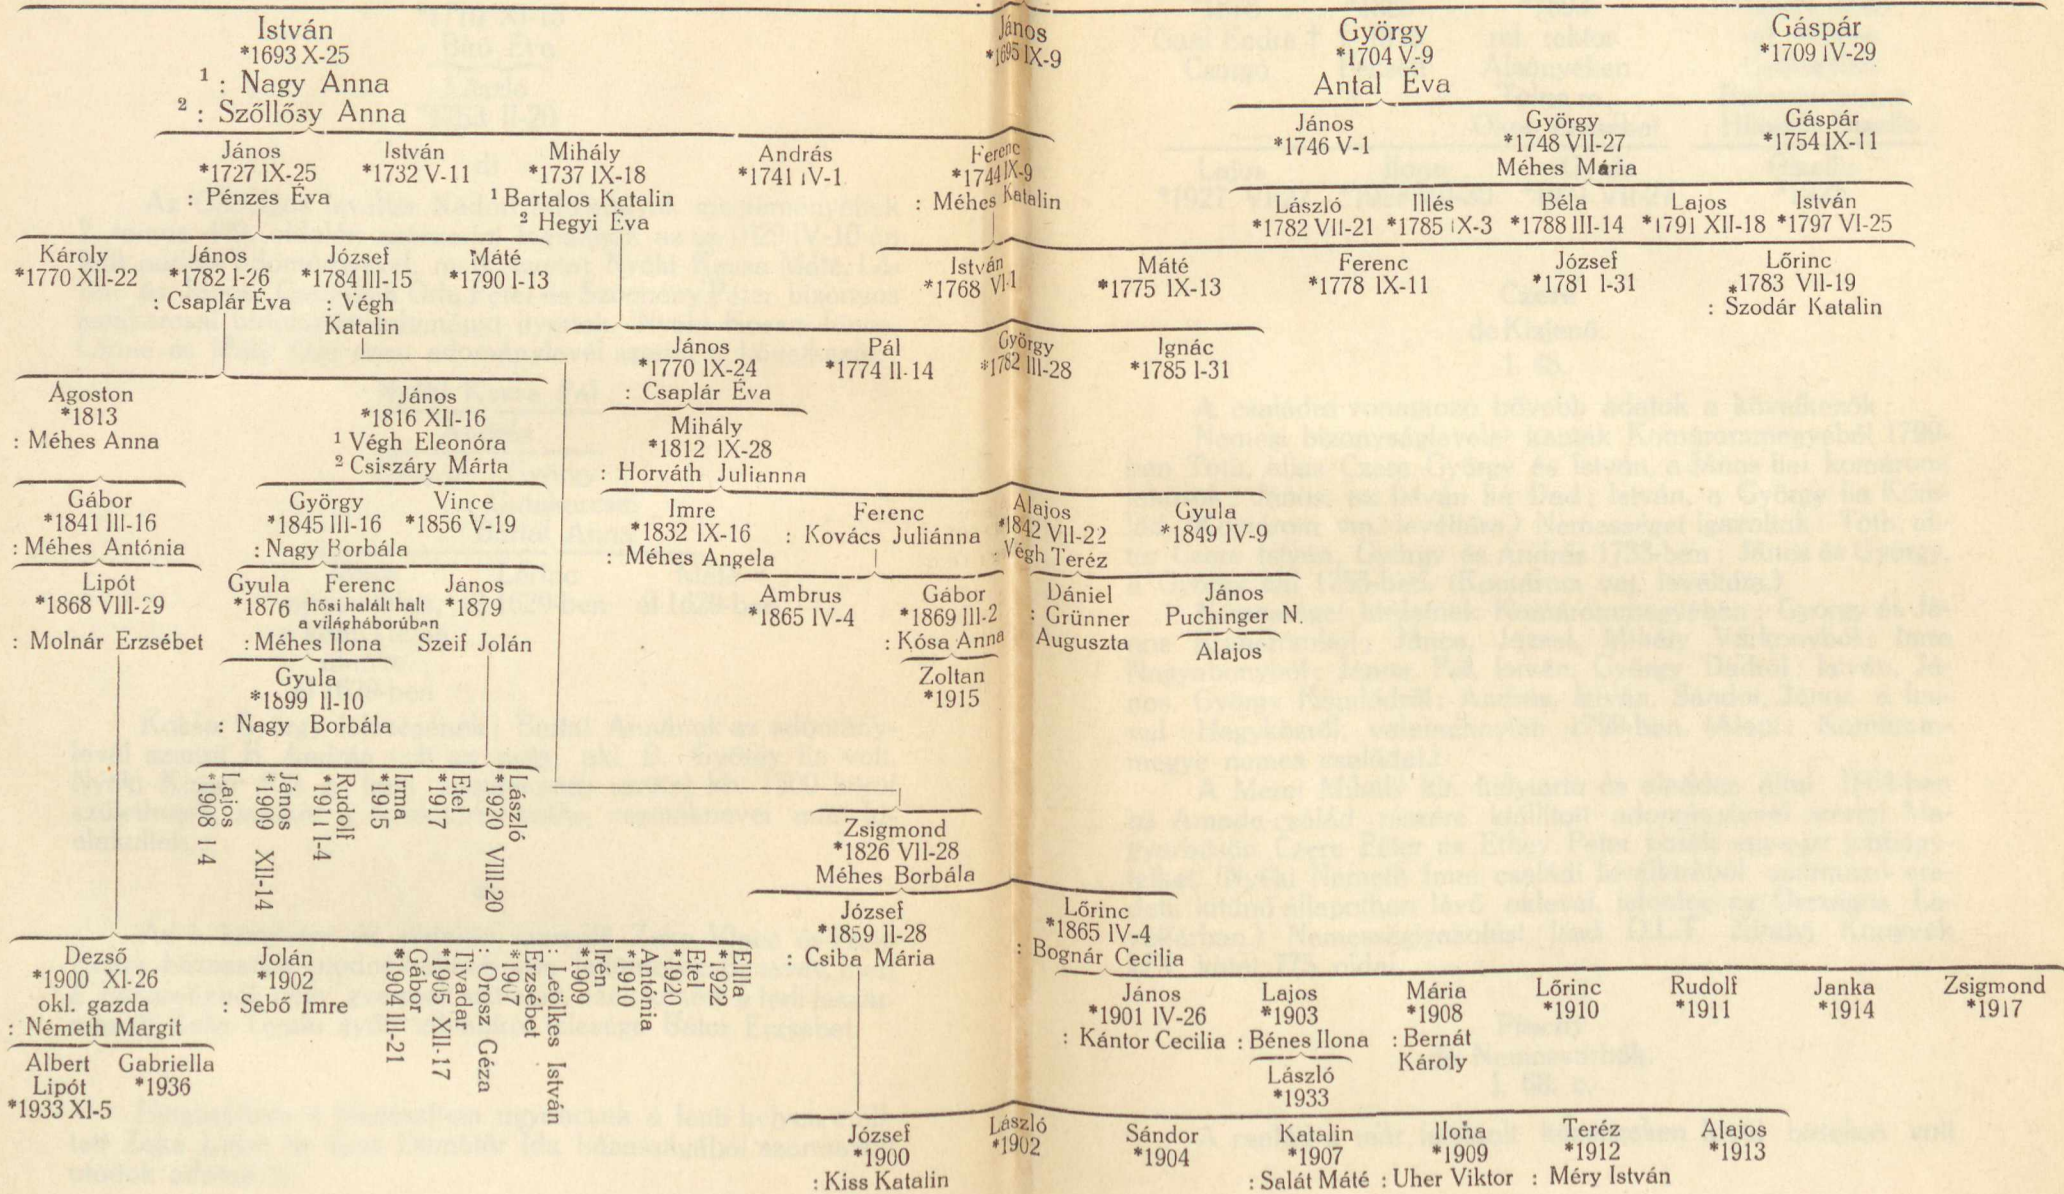 István
*1693 X-25
¹ : Nagy Anna
² : Szőllősy Anna
János
*1695 IX-9
György
*1704 V-9
Antal Éva
Gáspár
*1709 IV-29
János
*1727 IX-25
: Pénzes Éva
István
*1732 V-11
Mihály
*1737 IX-18
¹ Bartalos Katalin
² Hegyi Éva
András
*1741 IV-1
Ferenc
*1744 IX-9
: Méhes Katalin
János
*1746 V-1
György
*1748 VII-27
Méhes Mária
Gáspár
*1754 IX-11
László
*1782 VII-21
Illés
*1785 IX-3
Béla
*1788 III-14
Lajos
*1791 XII-18
István
*1797 VI-25
Károly
*1770 XII-22
János
*1782 I-26
: Csaplár Éva
József
*1784 III-15
: Végh
Katalin
Máté
*1790 I-13
István
*1768 VI-1
Máté
*1775 IX-13
Ferenc
*1778 IX-11
József
*1781 I-31
Lőrinc
*1783 VII-19
: Szodár Katalin
János
*1770 IX-24
: Csaplár Éva
Pál
*1774 II-14
György
*1782 III-28
Ignác
*1785 I-31
Ágoston
*1813
: Méhes Anna
János
*1816 XII-16
¹ Végh Eleonóra
² Csiszáry Márta
Mihály
*1812 IX-28
: Horváth Julianna
Gábor
*1841 III-16
: Méhes Antónia
György
*1845 III-16
: Nagy Borbála
Vince
*1856 V-19
Imre
*1832 IX-16
: Méhes Angela
Ferenc
: Kovács Juliánna
Alajos
*1842 VII-22
Végh Teréz
Gyula
*1849 IV-9
Lipót
*1868 VIII-29
: Molnár Erzsébet
Gyula
*1876
Ferenc
hősi halált halt
a világháborúban
: Méhes Ilona
János
*1879
Szeif Jolán
Ambrus
*1865 IV-4
Gábor
*1869 III-2
: Kósa Anna
Dániel
: Grünner
Auguszta
János
Puchinger N.
Alajos
Gyula
*1899 II-10
: Nagy Borbála
Zoltan
*1915
Lajos
*1908 I-4
János
*1909 XII-14
Rudolf
*1911 I-4
Irma
*1915
Etel
*1917
László
*1920 VIII-20
Zsigmond
*1826 VII-28
Méhes Borbála
József
*1859 II-28
: Csiba Mária
Lőrinc
*1865 IV-4
: Bognár Cecilia
Dezső
*1900 XI-26
okl. gazda
: Németh Margit
Jolán
*1902
: Sebő Imre
Gábor
*1904 III-21
Tivadar
*1905 XII-17
: Orosz Géza
Erzsébet
*1907
: Leölkes István
Irén
*1909
Antónia
*1910
Etel
*1920
Ellla
*1922
János
*1901 IV-26
: Kántor Cecilia
Lajos
*1903
: Bénes Ilona
Mária
*1908
: Bernát
Károly
Lőrinc
*1910
Rudolf
*1911
Janka
*1914
Zsigmond
*1917
Albert
Lipót
*1933 XI-5
Gabriella
*1936
László
*1933
József
*1900
: Kiss Katalin
László
*1902
Sándor
*1904
Katalin
*1907
: Salát Máté
Ilona
*1909
: Uher Viktor
Teréz
*1912
: Méry István
Alajos
*1913